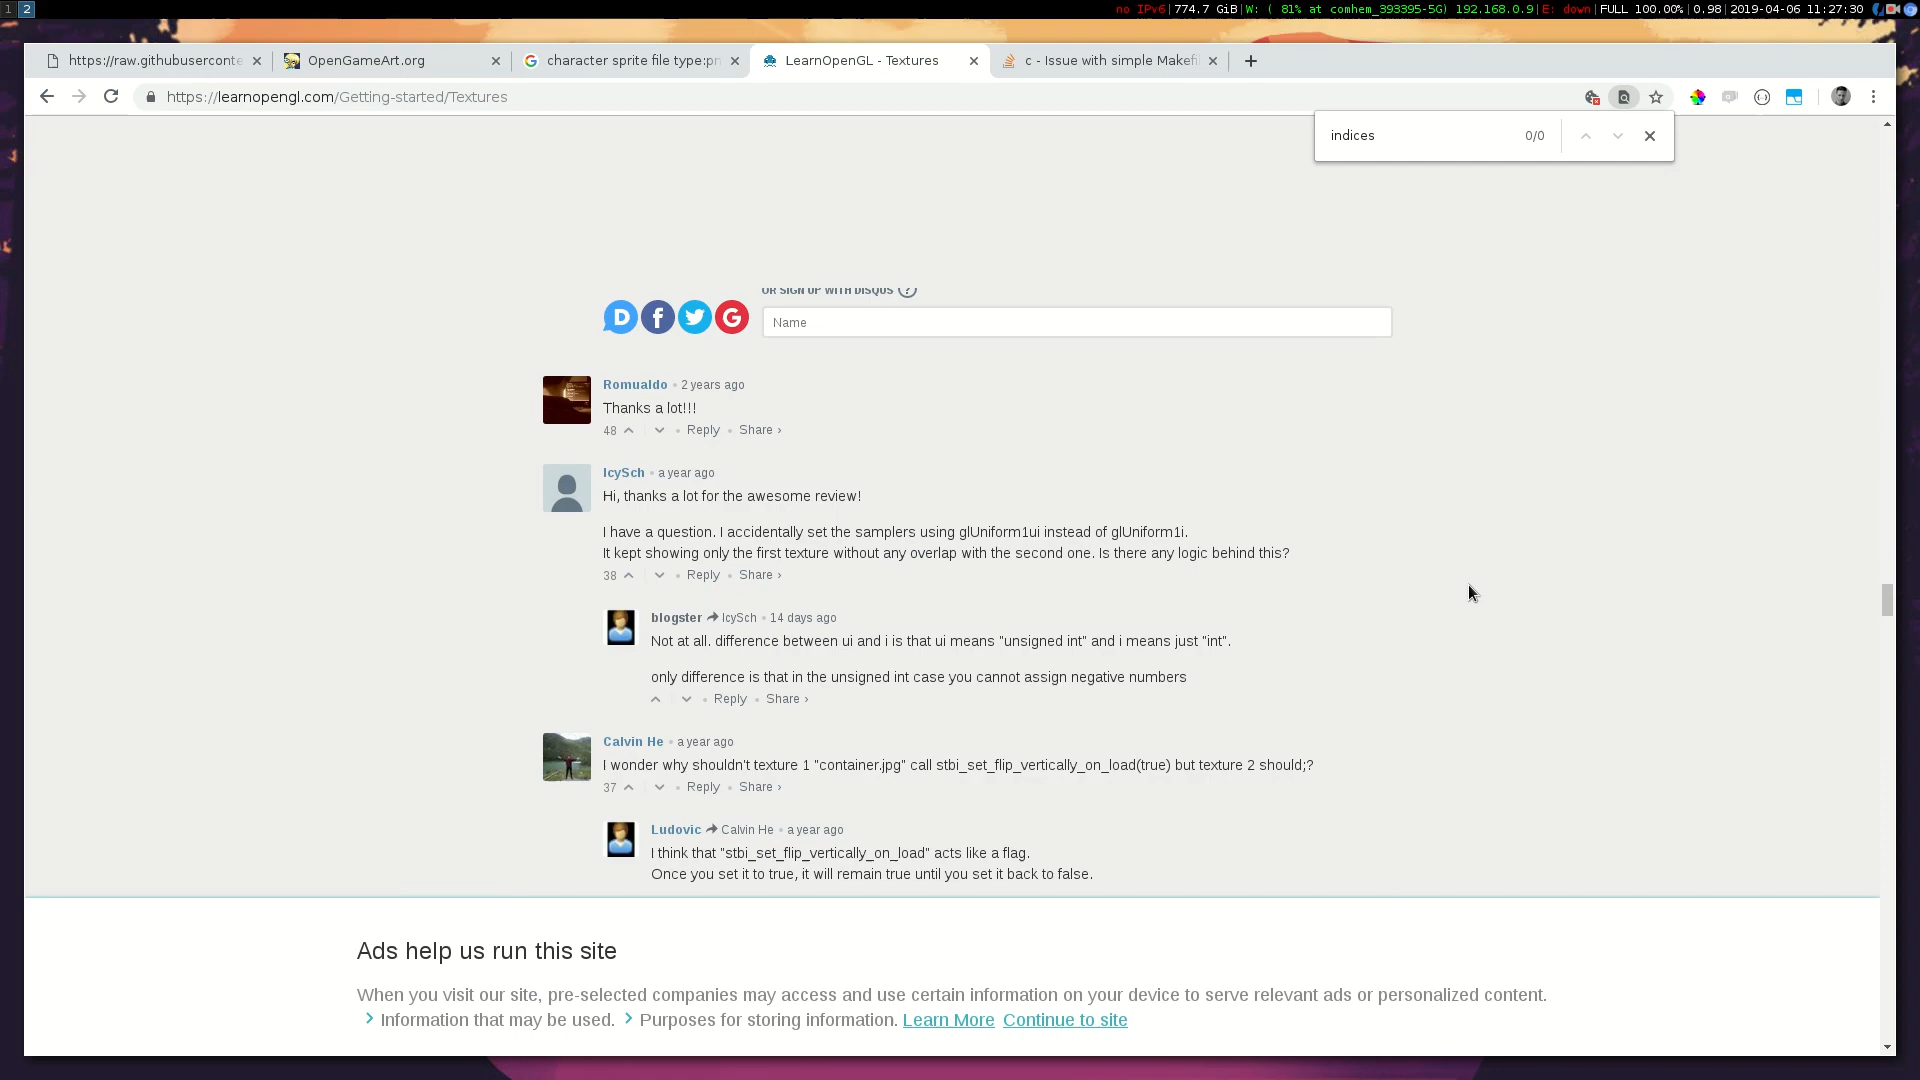 1 2
no IPv6|774.7 GiB|W: ( 81% at comhem_393395-5G) 192.168.0.9|E: down|FULL 100.00%|0.98|2019-04-06 11:27:30
https://raw.githubuserconte
OpenGameArt.org
character sprite file type:pn
LearnOpenGL - Textures
c - Issue with simple Makefi
https://learnopengl.com/Getting-started/Textures
indices 0/0
OR SIGN UP WITH DISQUS ?
Name
Romualdo • 2 years ago
Thanks a lot!!!
48 • Reply • Share ›
IcySch • a year ago
Hi, thanks a lot for the awesome review!
I have a question. I accidentally set the samplers using glUniform1ui instead of glUniform1i.
It kept showing only the first texture without any overlap with the second one. Is there any logic behind this?
38 • Reply • Share ›
blogster IcySch • 14 days ago
Not at all. difference between ui and i is that ui means "unsigned int" and i means just "int".
only difference is that in the unsigned int case you cannot assign negative numbers
• Reply • Share ›
Calvin He • a year ago
I wonder why shouldn't texture 1 "container.jpg" call stbi_set_flip_vertically_on_load(true) but texture 2 should;?
37 • Reply • Share ›
Ludovic Calvin He • a year ago
I think that "stbi_set_flip_vertically_on_load" acts like a flag.
Once you set it to true, it will remain true until you set it back to false.
Ads help us run this site
When you visit our site, pre-selected companies may access and use certain information on your device to serve relevant ads or personalized content.
Information that may be used. Purposes for storing information. Learn More Continue to site